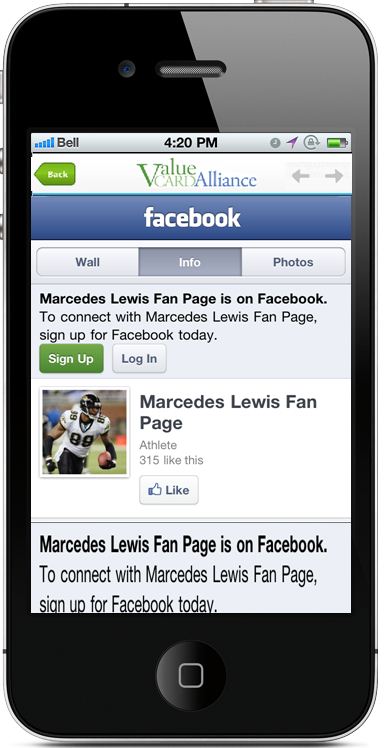 Bell 4:20 PM
Back
Value
CARDAlliance
facebook
Wall Info Photos
Marcedes Lewis Fan Page is on Facebook.
To connect with Marcedes Lewis Fan Page,
sign up for Facebook today.
Sign Up Log In
Marcedes Lewis Fan
Page
Athlete
315 like this
Like
Marcedes Lewis Fan Page is on Facebook.
To connect with Marcedes Lewis Fan Page,
sign up for Facebook today.